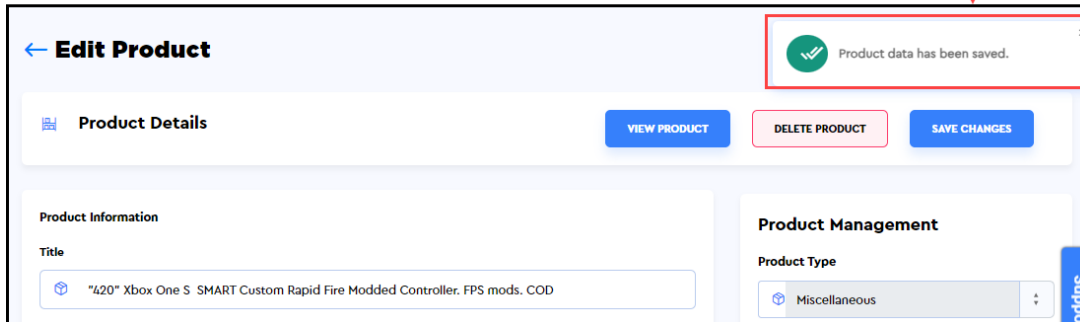 ← Edit Product
Product data has been saved.
Product Details
VIEW PRODUCT
DELETE PRODUCT
SAVE CHANGES
Product Information
Title
"420" Xbox One S  SMART Custom Rapid Fire Modded Controller. FPS mods. COD
Product Management
Product Type
Miscellaneous